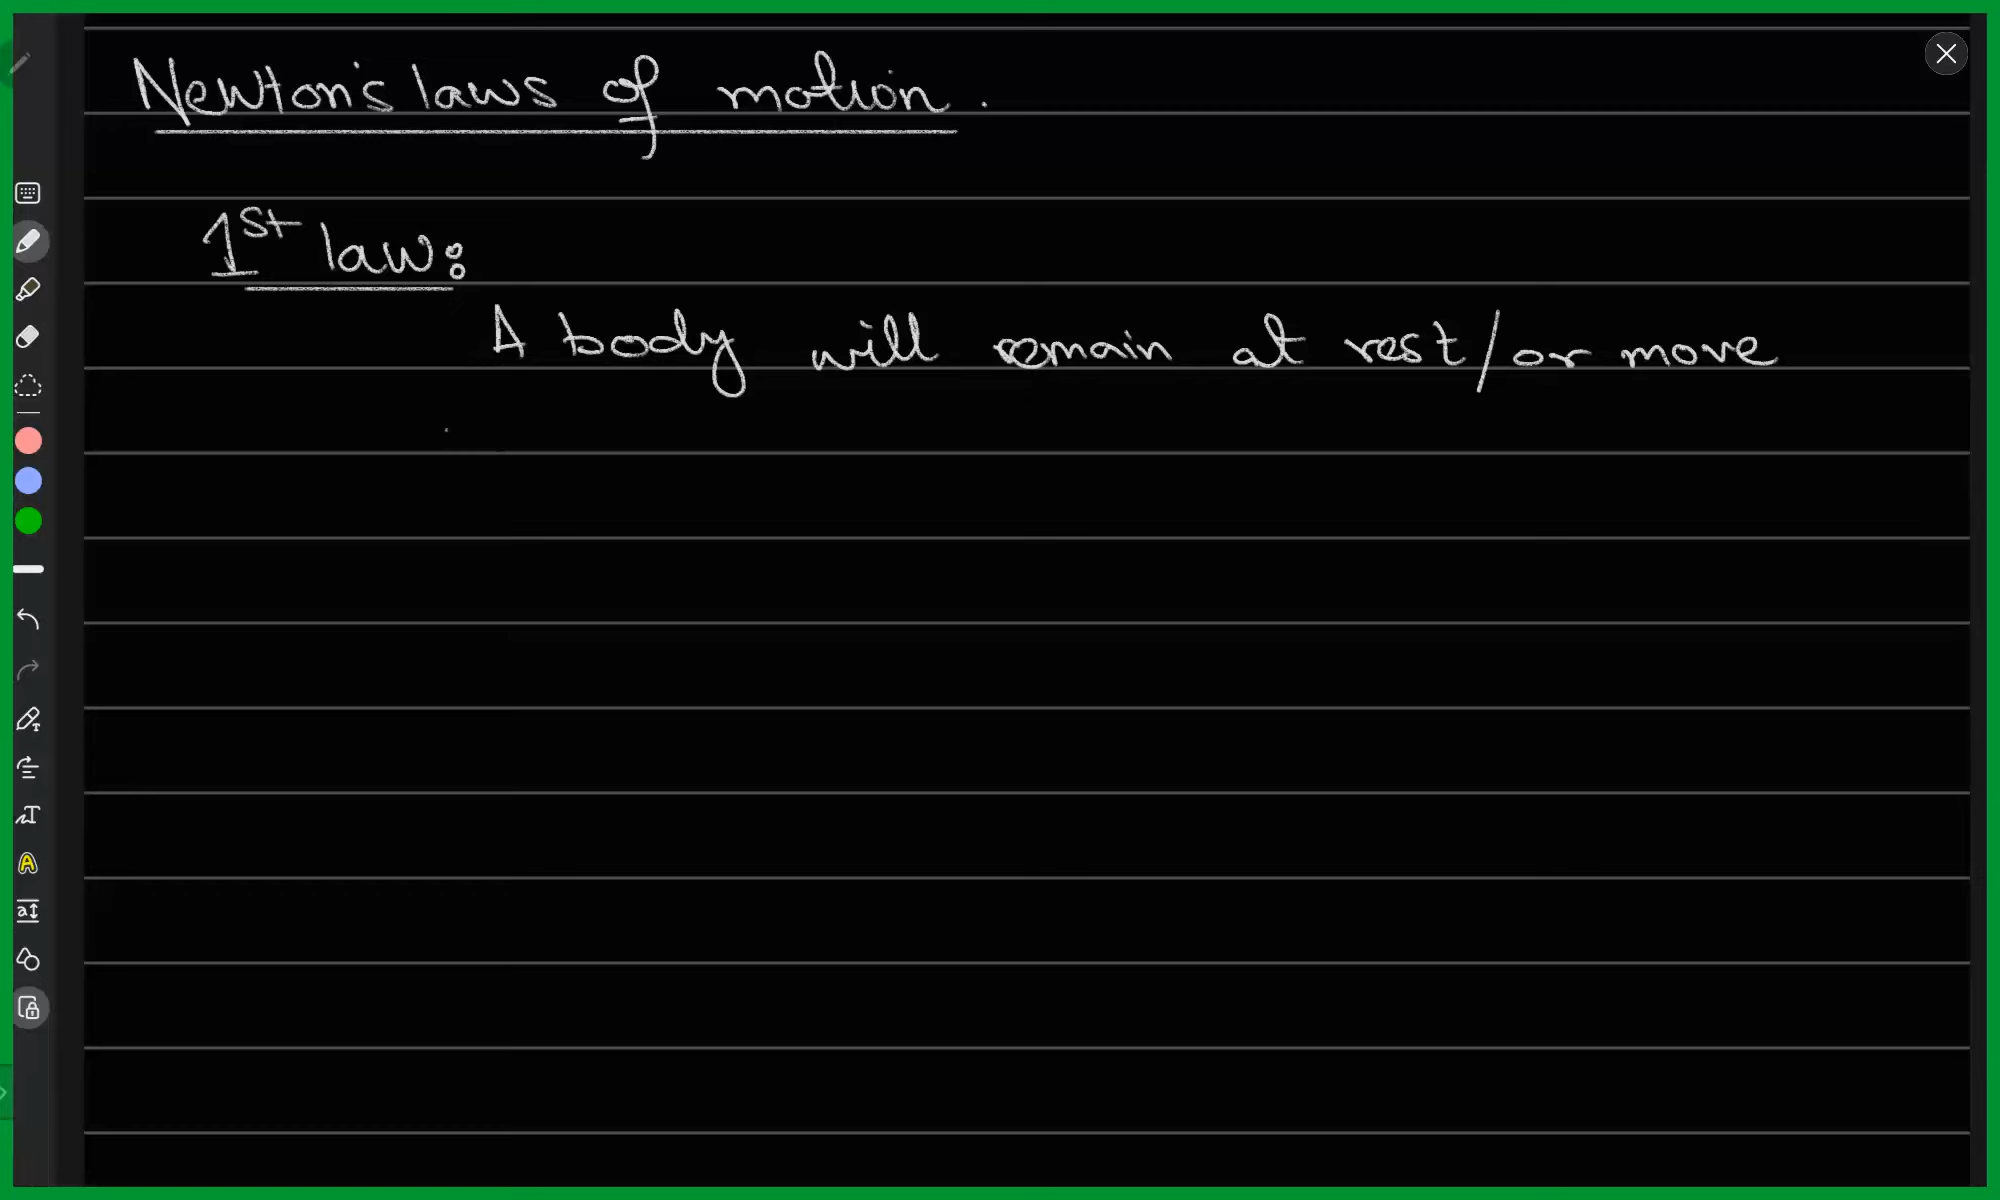 Newton's laws of motion.
1st law:
A body will remain at rest/or move